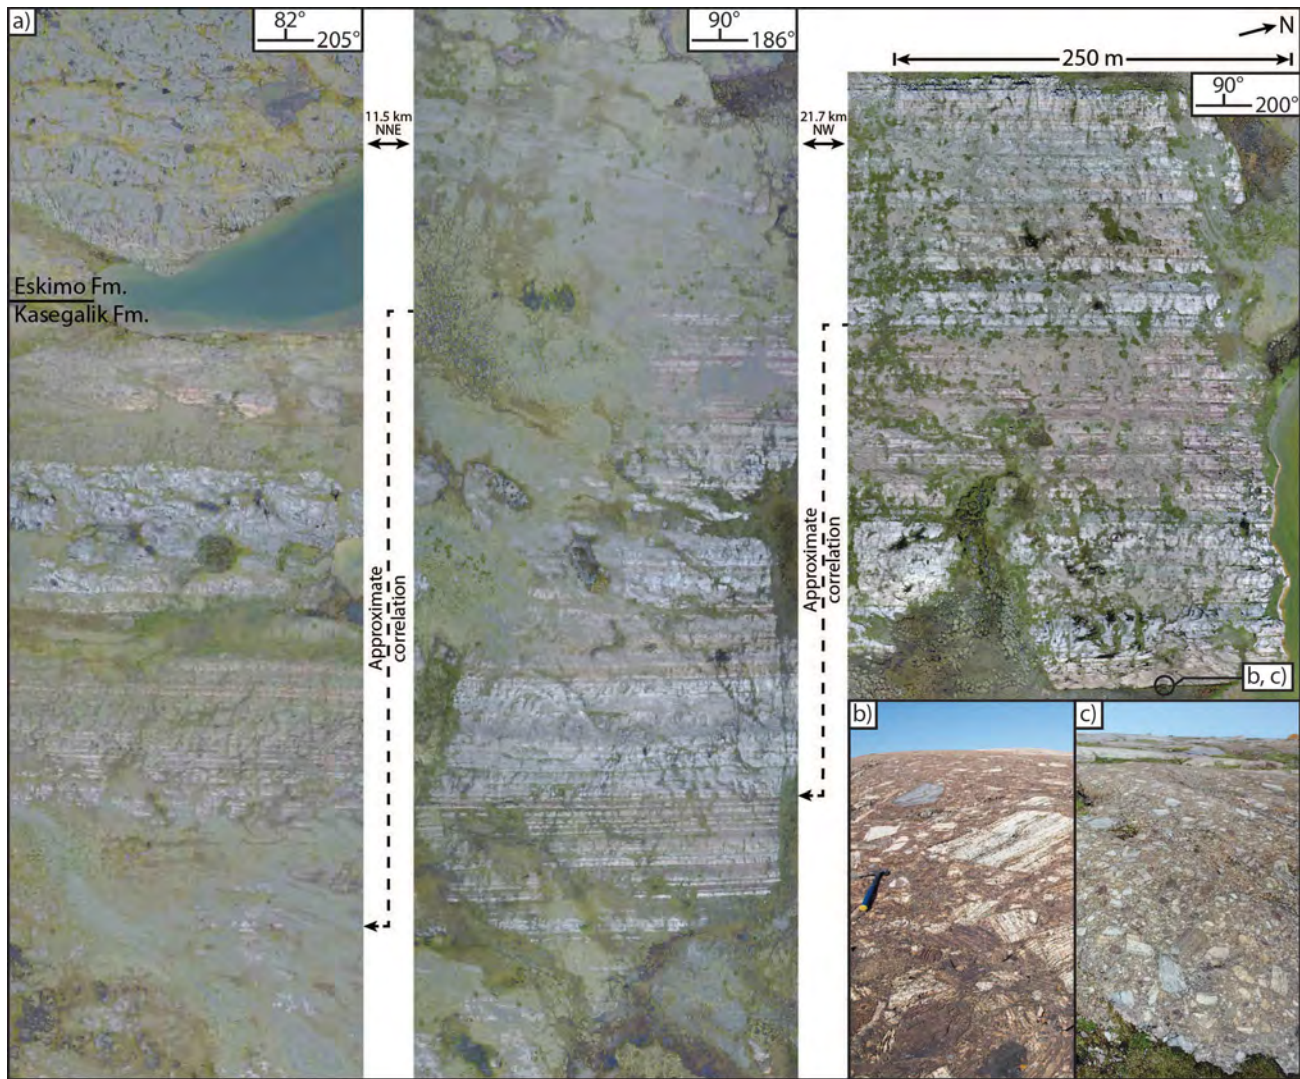 a)
82°
205°
90°
186°
N
250 m
90°
200°
11.5 km
NNE
21.7 km
NW
Eskimo Fm.
Kasegalik Fm.
Approximate
correlation
Approximate
correlation
b, c)
b)
c)